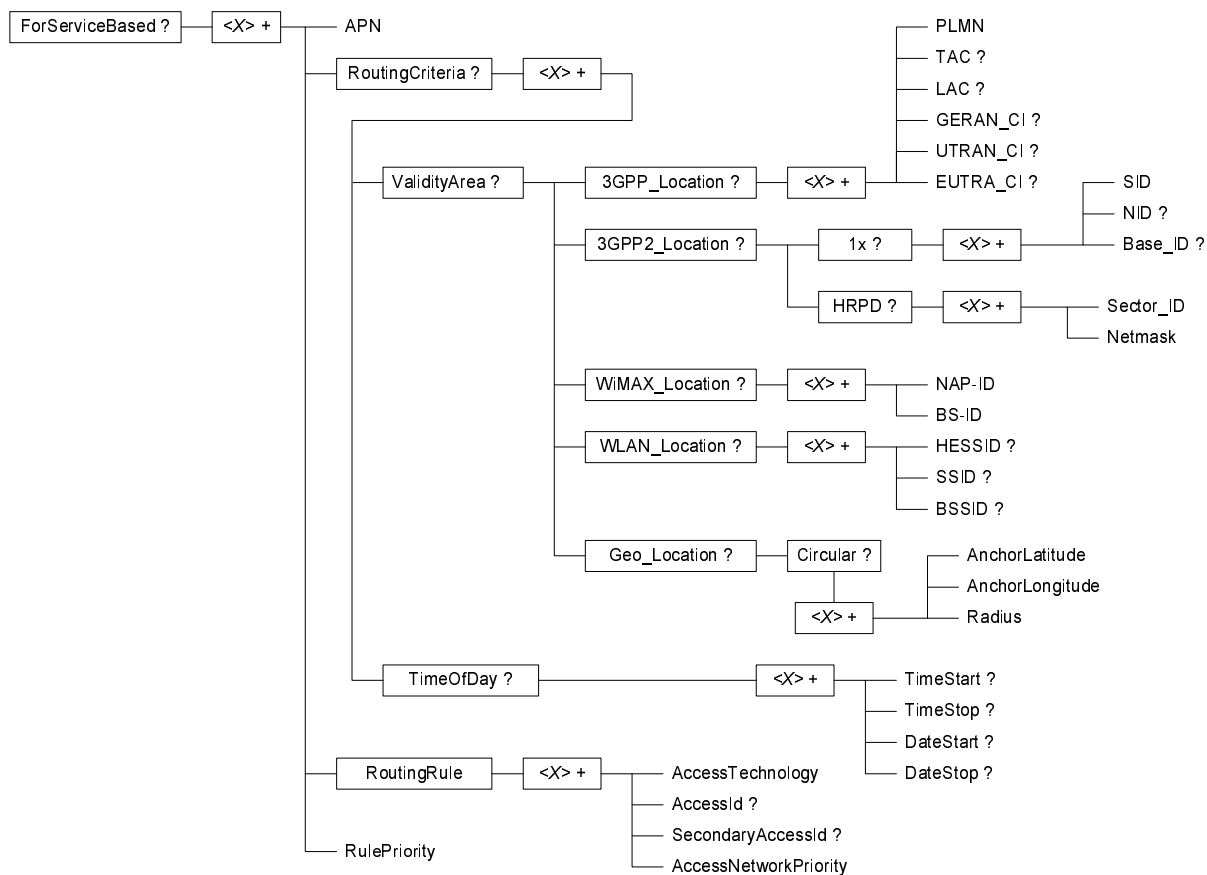 ForServiceBased ? <X> + APN PLMN
TAC ?
RoutingCriteria ? <X> +
LAC ?
GERAN_CI ?
UTRAN_CI ?
ValidityArea ? 3GPP_Location ? <X> + EUTRA_CI ? SID
NID ?
3GPP2_Location ? 1x ? <X> + Base_ID ?
HRPD ? <X> + Sector_ID
Netmask
WiMAX_Location ? <X> + NAP-ID
BS-ID
WLAN_Location ? <X> + HESSID ?
SSID ?
BSSID ?
Geo_Location ? Circular ? AnchorLatitude
AnchorLongitude
<X> + Radius
TimeOfDay ? <X> + TimeStart ?
TimeStop ?
DateStart ?
RoutingRule <X> + AccessTechnology DateStop ?
AccessId ?
SecondaryAccessId ?
RulePriority
AccessNetworkPriority